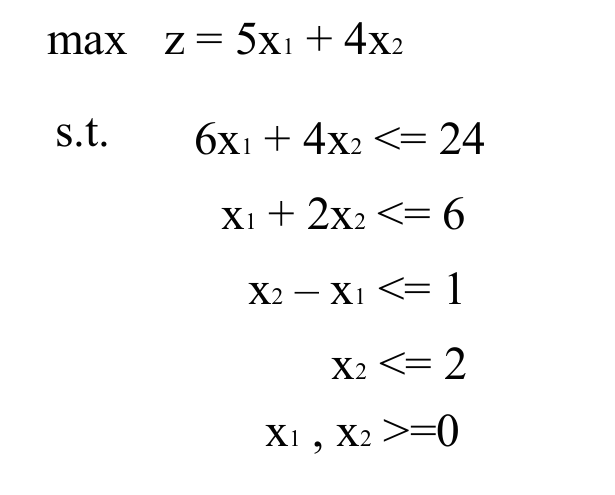 max z = 5x₁ + 4x₂
s.t. 6x₁ + 4x₂ <= 24
x₁ + 2x₂ <= 6
x₂ – x₁ <= 1
x₂ <= 2
x₁ , x₂ >=0